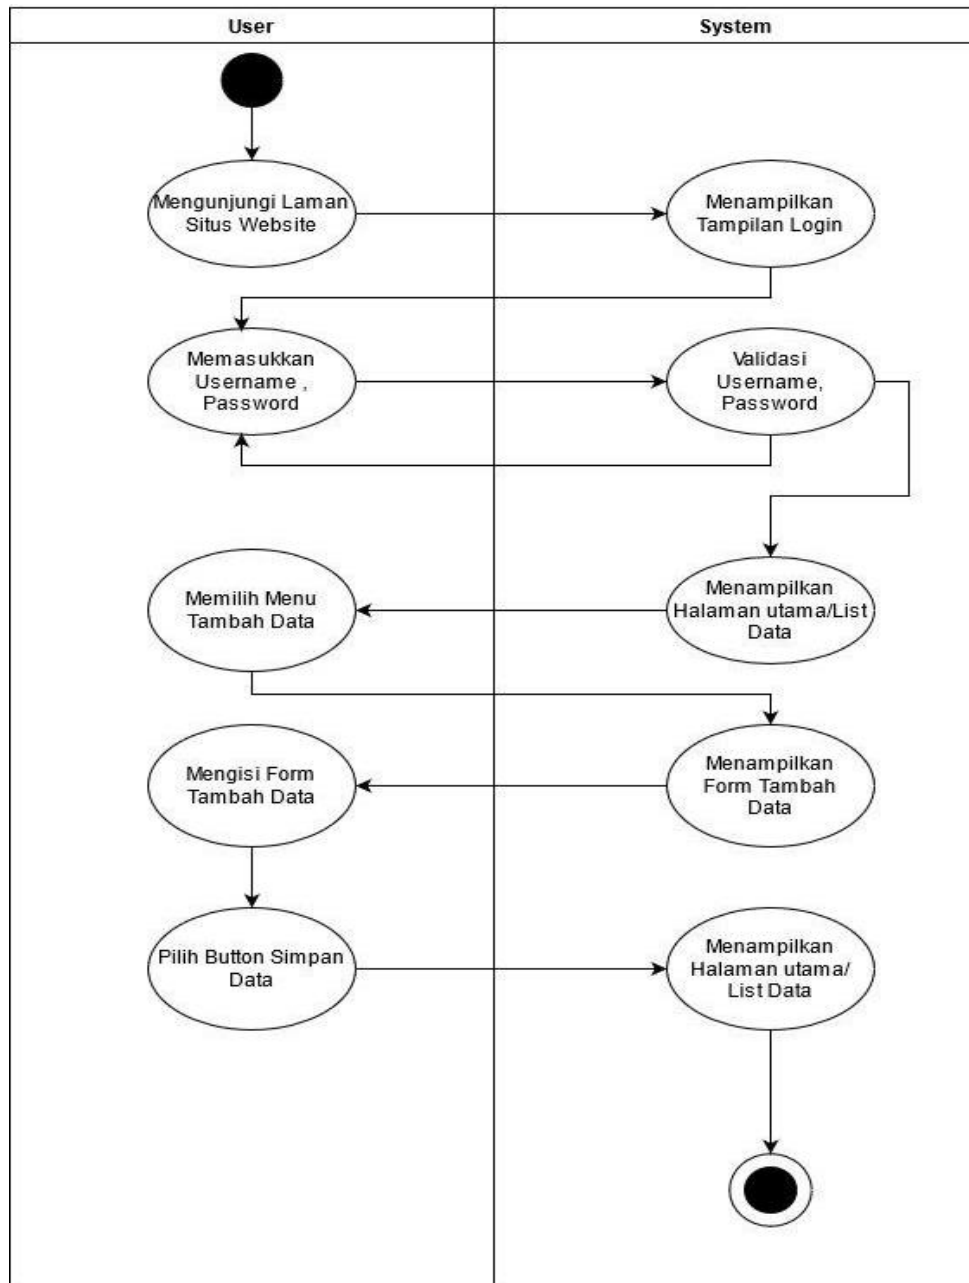 User
System
Mengunjungi Laman
Situs Website
Menampilkan
Tampilan Login
Memasukkan
Username ,
Password
Validasi
Username,
Password
Memilih Menu
Tambah Data
Menampilkan
Halaman utama/List
Data
Mengisi Form
Tambah Data
Menampilkan
Form Tambah
Data
Pilih Button Simpan
Data
Menampilkan
Halaman utama/
List Data